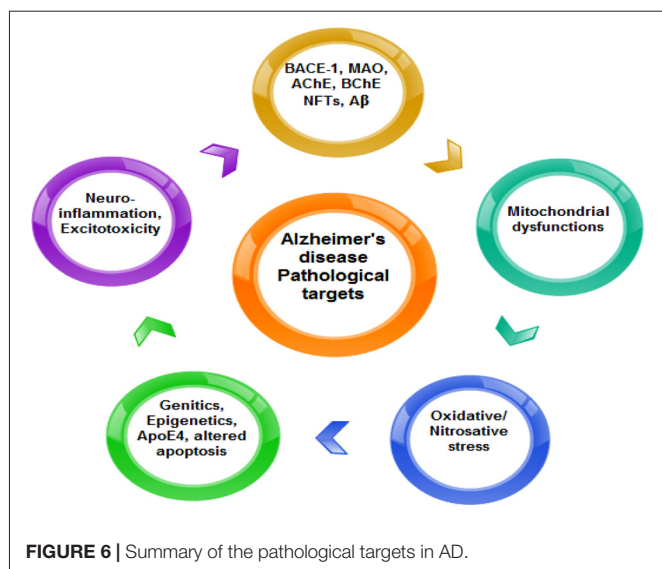 BACE-1, MAO,
AChE, BChE
NFTs, Aβ
Mitochondrial
dysfunctions
Oxidative/
Nitrosative
stress
Genitics,
Epigenetics,
ApoE4, altered
apoptosis
Neuro-
inflammation,
Excitotoxicity
Alzheimer's
disease
Pathological
targets
FIGURE 6 | Summary of the pathological targets in AD.